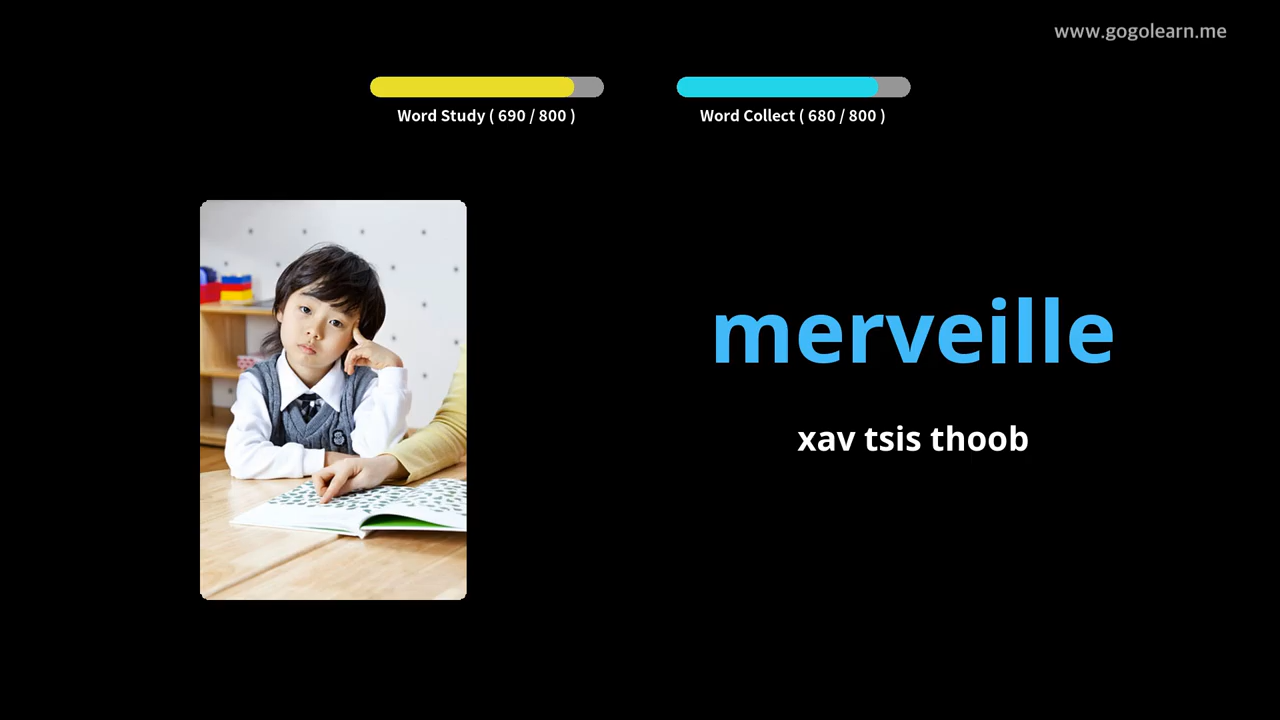 www.gogolearn.me
Word Study ( 690 / 800 )
Word Collect ( 680 / 800 )
merveille
xav tsis thoob